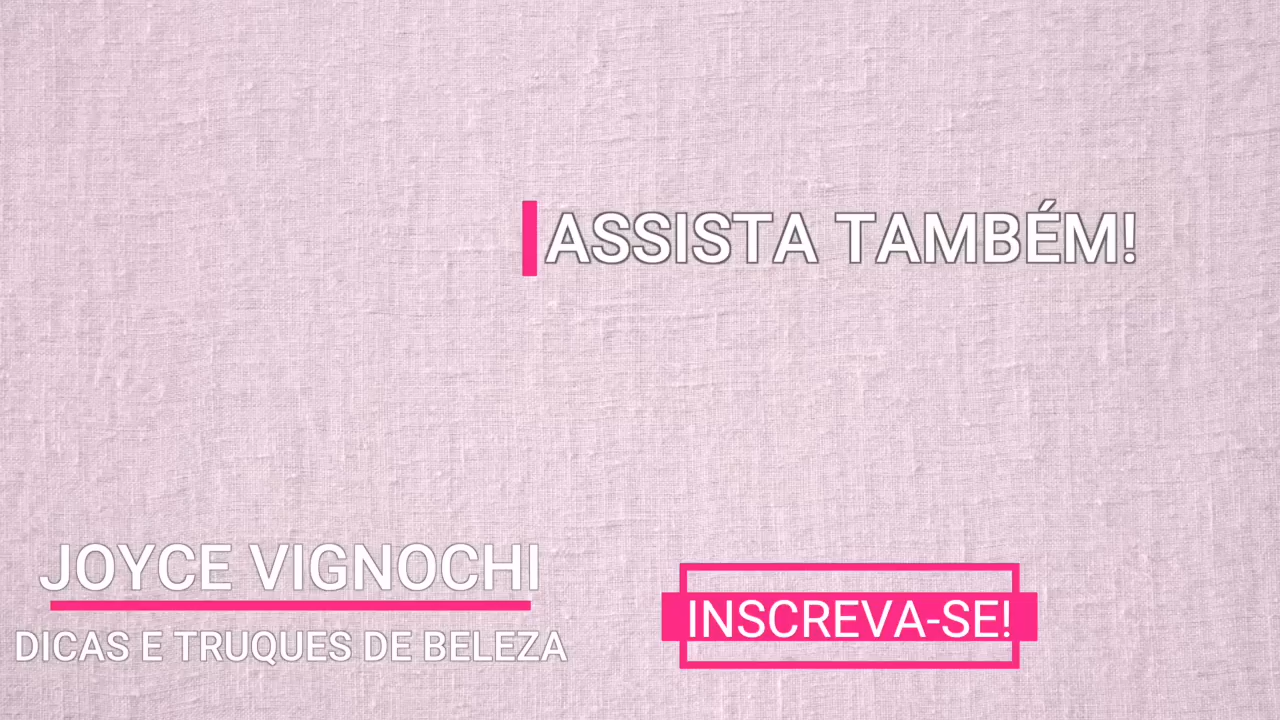 ASSISTA TAMBÉM!
JOYCE VIGNOCHI
DICAS E TRUQUES DE BELEZA
INSCREVA-SE!